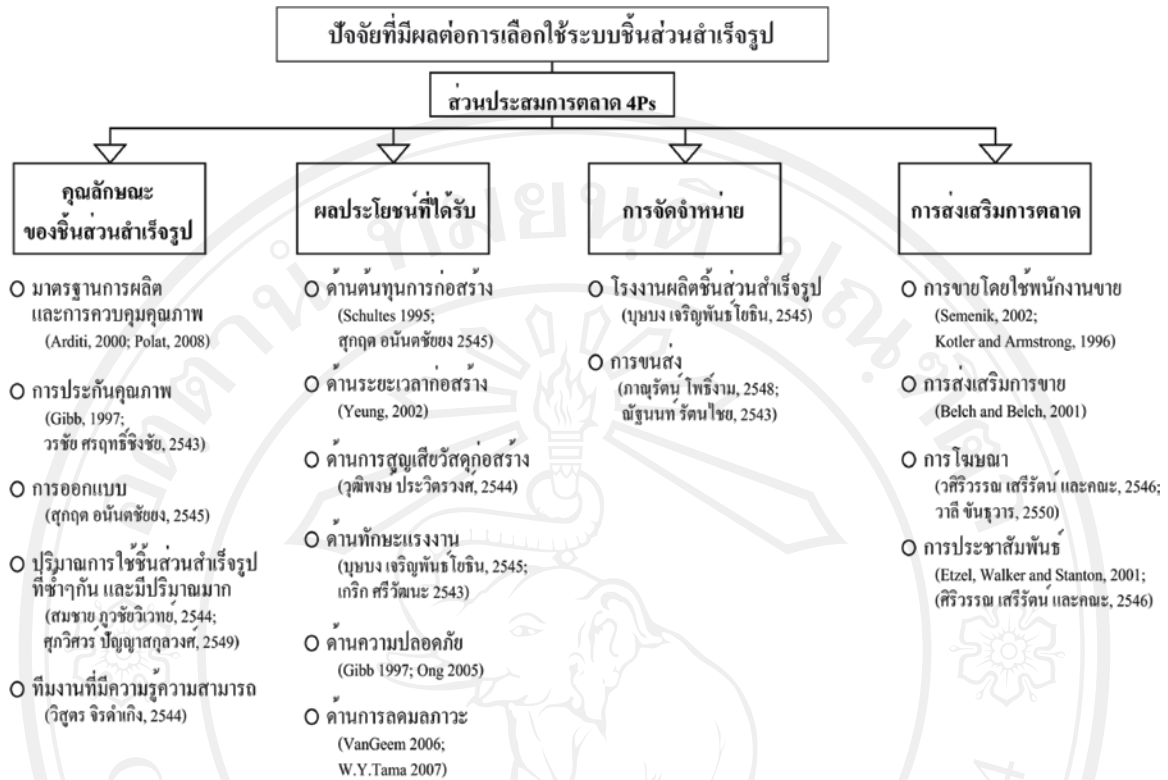 ปัจจัยที่มีผลต่อการเลือกใช้ระบบชิ้นส่วนสำเร็จรูป
ส่วนประสมการตลาด 4Ps
คุณลักษณะ
ของชิ้นส่วนสำเร็จรูป
มาตรฐานการผลิต
และการควบคุมคุณภาพ
(Arditi, 2000; Polat, 2008)
การประกันคุณภาพ
(Gibb, 1997;
วรชัย ศรฤทธิ์ชิงชัย, 2543)
การออกแบบ
(สุกฤต อนันตชัยยง, 2545)
ปริมาณการใช้ชิ้นส่วนสำเร็จรูป
ที่ซ้ำๆกัน และมีปริมาณมาก
(สมชาย ภูวชัยวิเวทย์, 2544;
ศุภวิศวร์ ปัญญาสกุลวงศ์, 2549)
ทีมงานที่มีความรู้ความสามารถ
(วิสูตร จิรดำเกิง, 2544)
ผลประโยชน์ที่ได้รับ
ด้านต้นทุนการก่อสร้าง
(Schultes 1995;
สุกฤต อนันตชัยยง 2545)
ด้านระยะเวลาก่อสร้าง
(Yeung, 2002)
ด้านการสูญเสียวัสดุก่อสร้าง
(วุฒิพงษ์ ประวิตรวงศ์, 2544)
ด้านทักษะแรงงาน
(บุษบง เจริญพันธ์โยธิน, 2545;
เกริก ศรีวัฒนะ 2543)
ด้านความปลอดภัย
(Gibb 1997; Ong 2005)
ด้านการลดมลภาวะ
(VanGeem 2006;
W.Y.Tama 2007)
การจัดจำหน่าย
โรงงานผลิตชิ้นส่วนสำเร็จรูป
(บุษบง เจริญพันธ์โยธิน, 2545)
การขนส่ง
(ภาณุรัตน์ โพธิ์งาม, 2548;
ณัฐนนท์ รัตนไชย, 2543)
การส่งเสริมการตลาด
การขายโดยใช้พนักงานขาย
(Semenik, 2002;
Kotler and Armstrong, 1996)
การส่งเสริมการขาย
(Belch and Belch, 2001)
การโฆษณา
(วศิริวรรณ เสรีรัตน์ และคณะ, 2546;
วาลี ขันธุวาร, 2550)
การประชาสัมพันธ์
(Etzel, Walker and Stanton, 2001;
(ศิริวรรณ เสรีรัตน์ และคณะ, 2546)